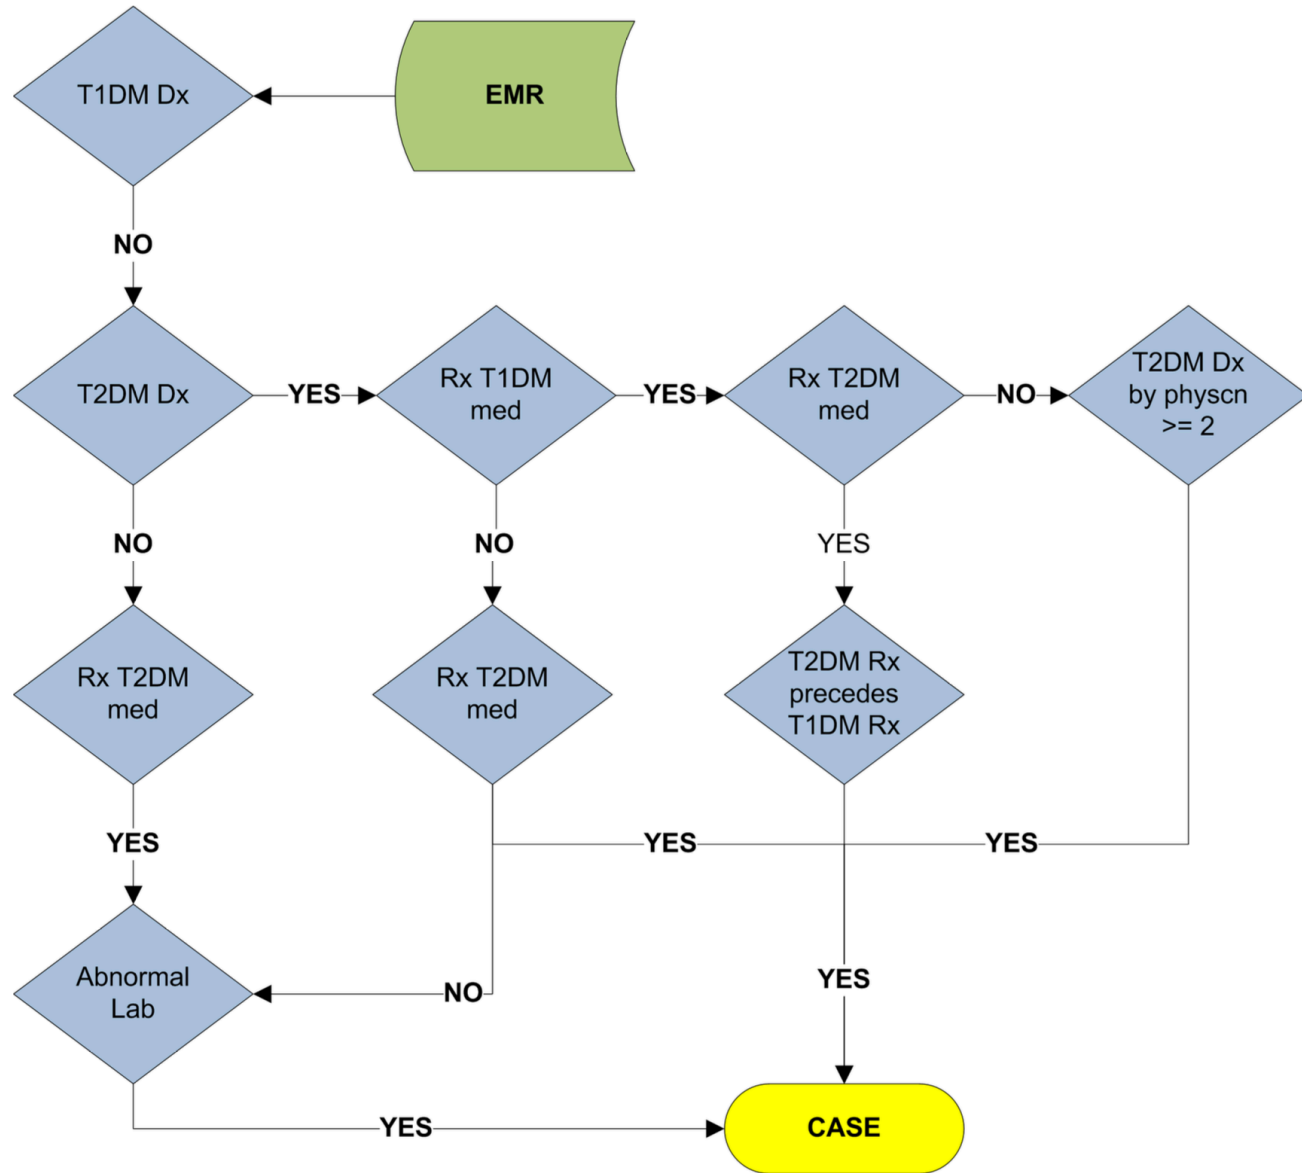 T1DM Dx
EMR
NO
T2DM Dx
YES
Rx T1DM
med
YES
Rx T2DM
med
NO
T2DM Dx
by physcn
>= 2
NO
NO
YES
Rx T2DM
med
Rx T2DM
med
T2DM Rx
precedes
T1DM Rx
YES
YES
YES
Abnormal
Lab
NO
YES
YES
CASE